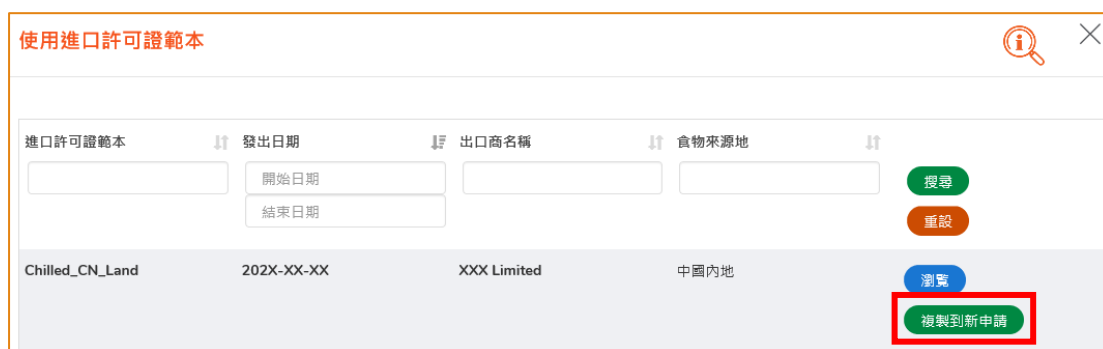 使用進口許可證範本
進口許可證範本 發出日期 出口商名稱 食物來源地
開始日期
搜尋
結束日期
重設
Chilled_CN_Land 202X-XX-XX XXX Limited 中國內地
瀏覧
複製到新申請